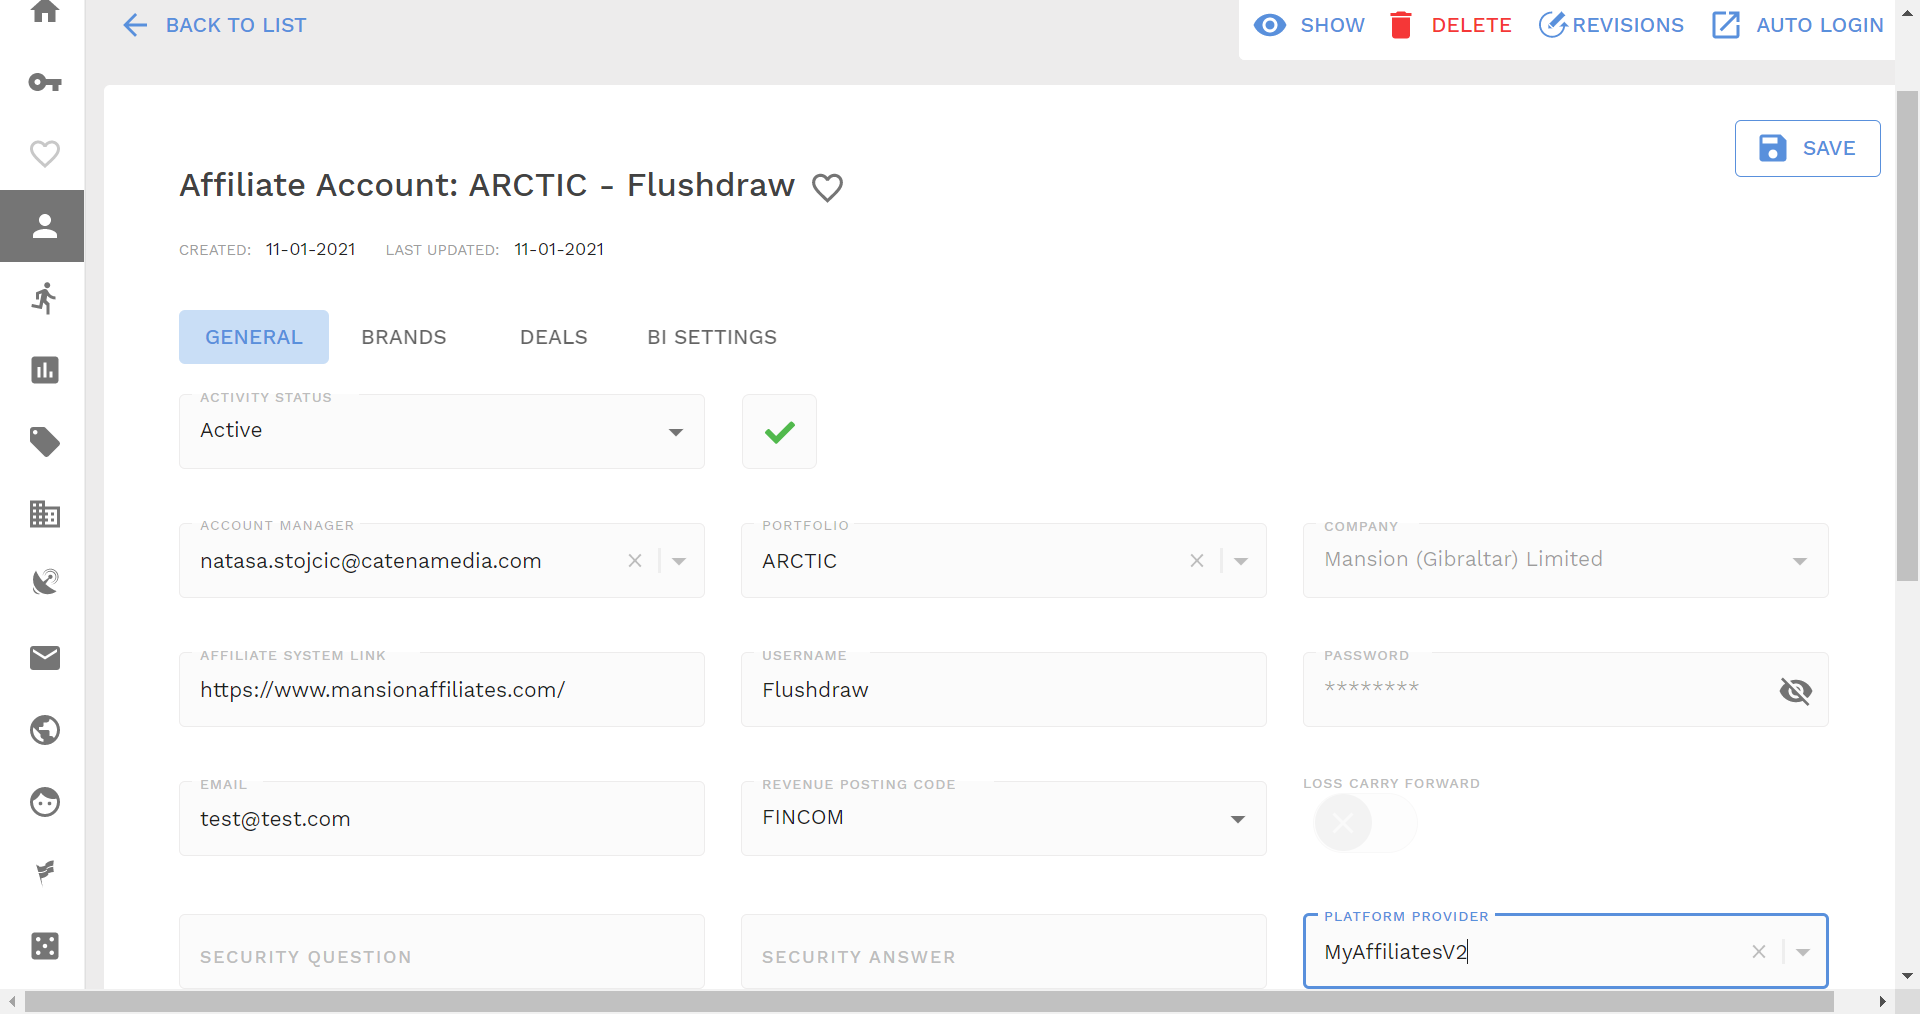 BACK TO LIST
SHOW
DELETE
REVISIONS
AUTO LOGIN
SAVE
Affiliate Account: ARCTIC - Flushdraw
CREATED: 11-01-2021 LAST UPDATED: 11-01-2021
GENERAL
BRANDS
DEALS
BI SETTINGS
ACTIVITY STATUS
Active
ACCOUNT MANAGER
natasa.stojcic@catenamedia.com
PORTFOLIO
ARCTIC
COMPANY
Mansion (Gibraltar) Limited
AFFILIATE SYSTEM LINK
https://www.mansionaffiliates.com/
USERNAME
Flushdraw
PASSWORD
********
EMAIL
test@test.com
REVENUE POSTING CODE
FINCOM
LOSS CARRY FORWARD
SECURITY QUESTION
SECURITY ANSWER
PLATFORM PROVIDER
MyAffiliatesV2